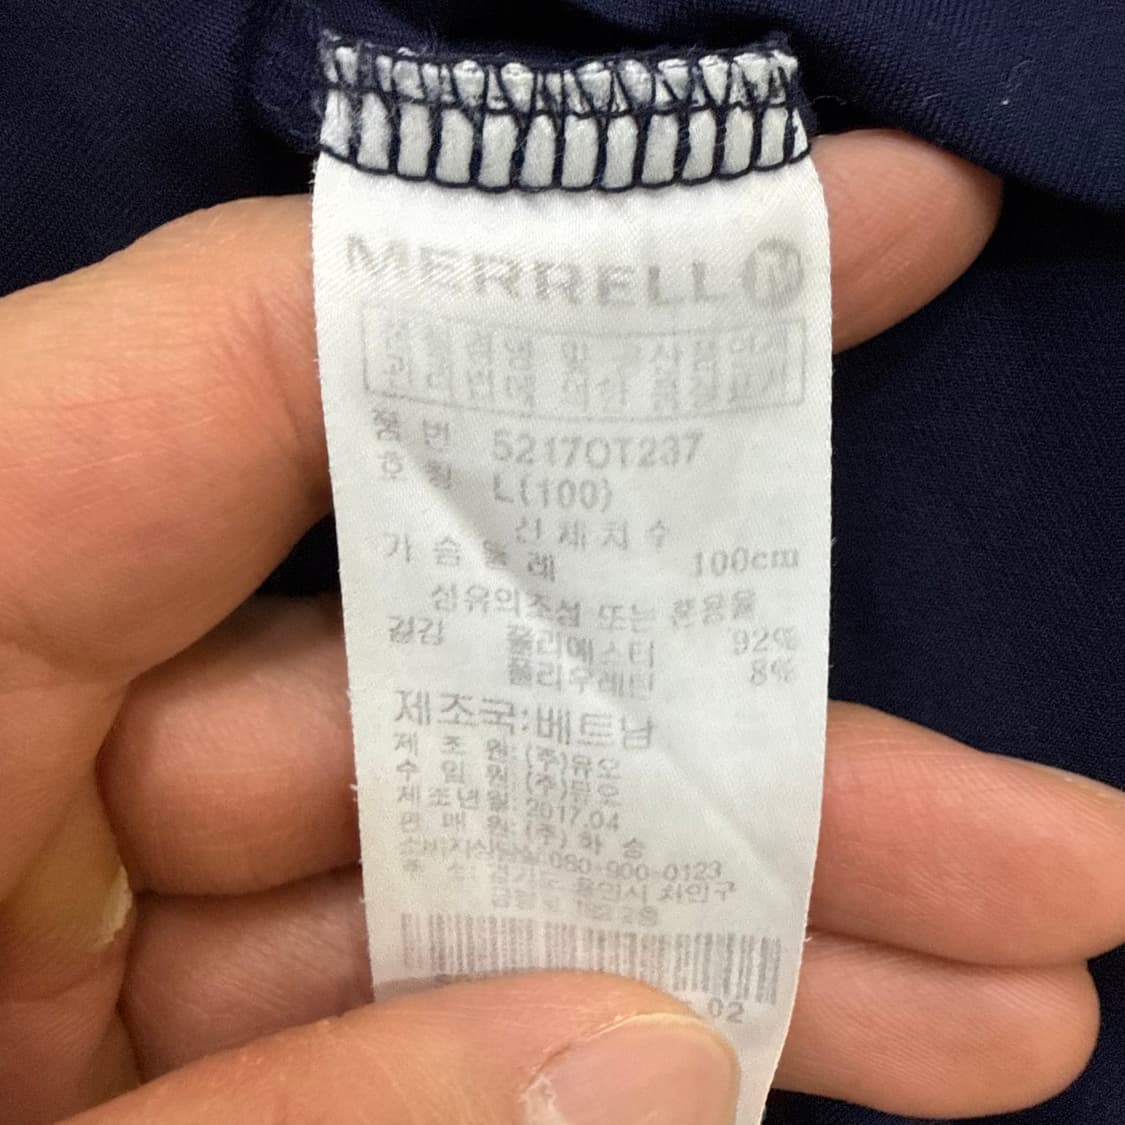 MERRELL M
품 번 5217OT237
호 칭 L(100)
신 체 치 수
가 슴 둘 레 100cm
섬유의조성 또는 혼용율
겉감 폴리에스터 92%
폴리우레탄 8%
제조국:베트남
제 조 원: (주)유오
수 입 원: (주)유오
제조년월: 2017.04
판 매 원: (주) 화 승
소비자상담실:080-900-0123
주 소: 경기도 용인시 처인구
02